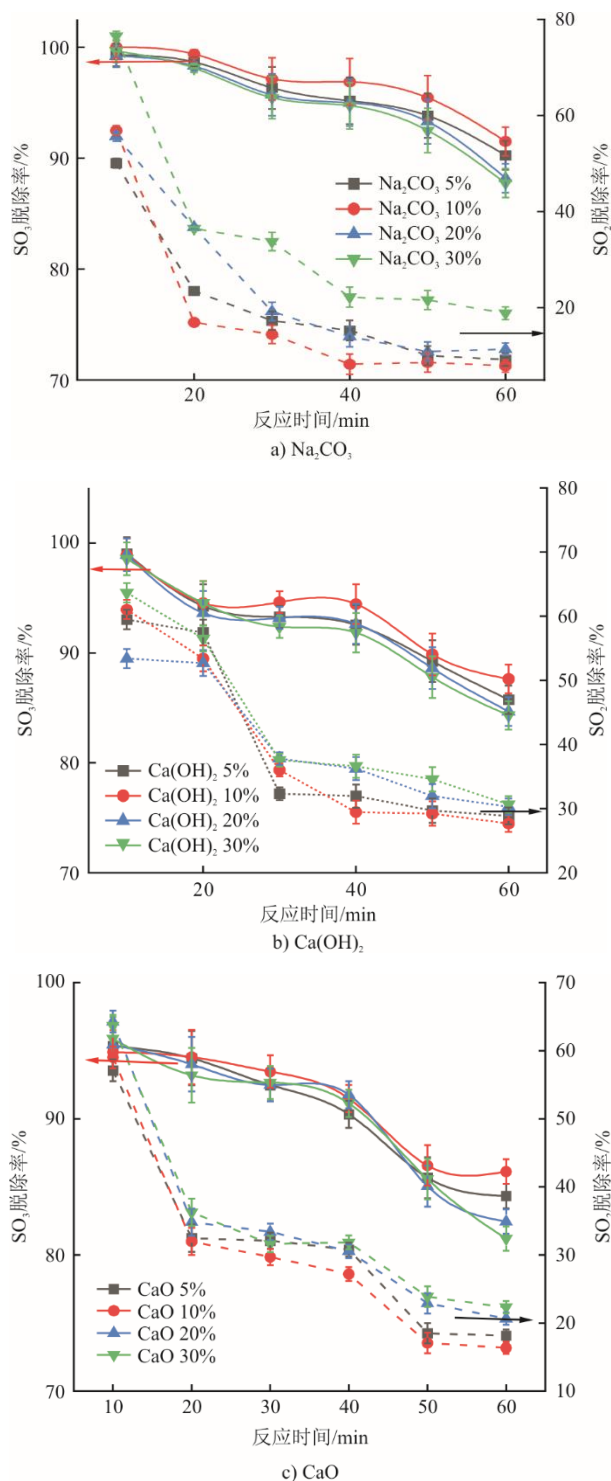 100
90
80
70
SO₃脱除率/%
80
60
40
20
SO₂脱除率/%
Na₂CO₃ 5%
Na₂CO₃ 10%
Na₂CO₃ 20%
Na₂CO₃ 30%
20
40
60
反应时间/min
a) Na₂CO₃
100
90
80
70
SO₃脱除率/%
80
70
60
50
40
30
20
SO₂脱除率/%
Ca(OH)₂ 5%
Ca(OH)₂ 10%
Ca(OH)₂ 20%
Ca(OH)₂ 30%
20
40
60
反应时间/min
b) Ca(OH)₂
100
90
80
70
SO₃脱除率/%
70
60
50
40
30
20
10
SO₂脱除率/%
CaO 5%
CaO 10%
CaO 20%
CaO 30%
10
20
30
40
50
60
反应时间/min
c) CaO